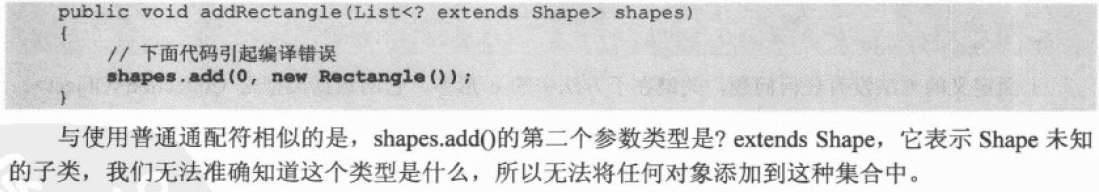 public void addRectangle(List<? extends Shape> shapes)
{
// 下面代码引起编译错误
shapes.add(0, new Rectangle());
}
与使用普通通配符相似的是，shapes.add()的第二个参数类型是? extends Shape，它表示 Shape 未知
的子类，我们无法准确知道这个类型是什么，所以无法将任何对象添加到这种集合中。